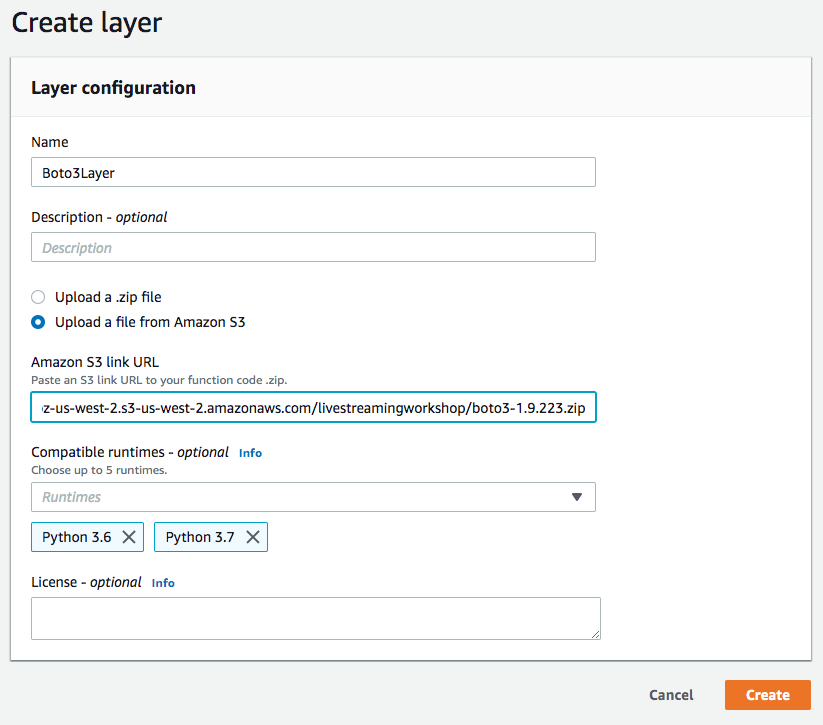 Create layer
Layer configuration
Name
Boto3Layer
Description - optional
Description
Upload a .zip file
Upload a file from Amazon S3
Amazon S3 link URL
Paste an S3 link URL to your function code .zip.
z-us-west-2.s3-us-west-2.amazonaws.com/livestreamingworkshop/boto3-1.9.223.zip
Compatible runtimes - optional Info
Choose up to 5 runtimes.
Runtimes
Python 3.6 Python 3.7
License - optional Info
Cancel Create